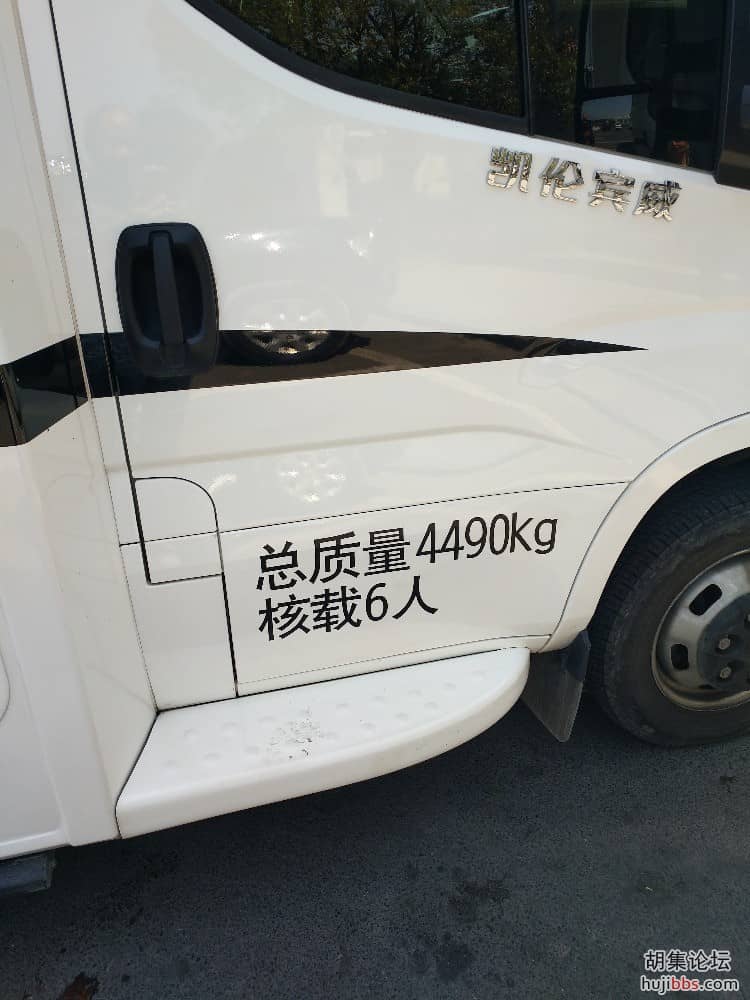 凯伦宾威
总质量4490kg
核载6人
胡集论坛
hujibbs.com